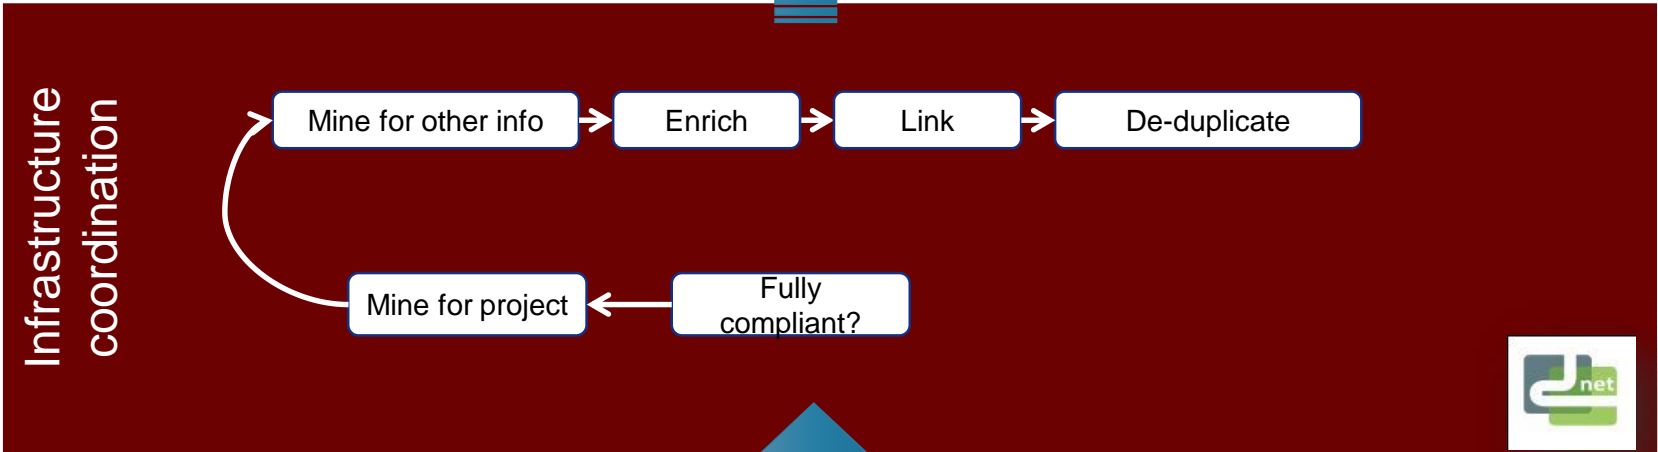 Infrastructure
coordination
Mine for other info
Enrich
Link
De-duplicate
Mine for project
Fully
compliant?
net